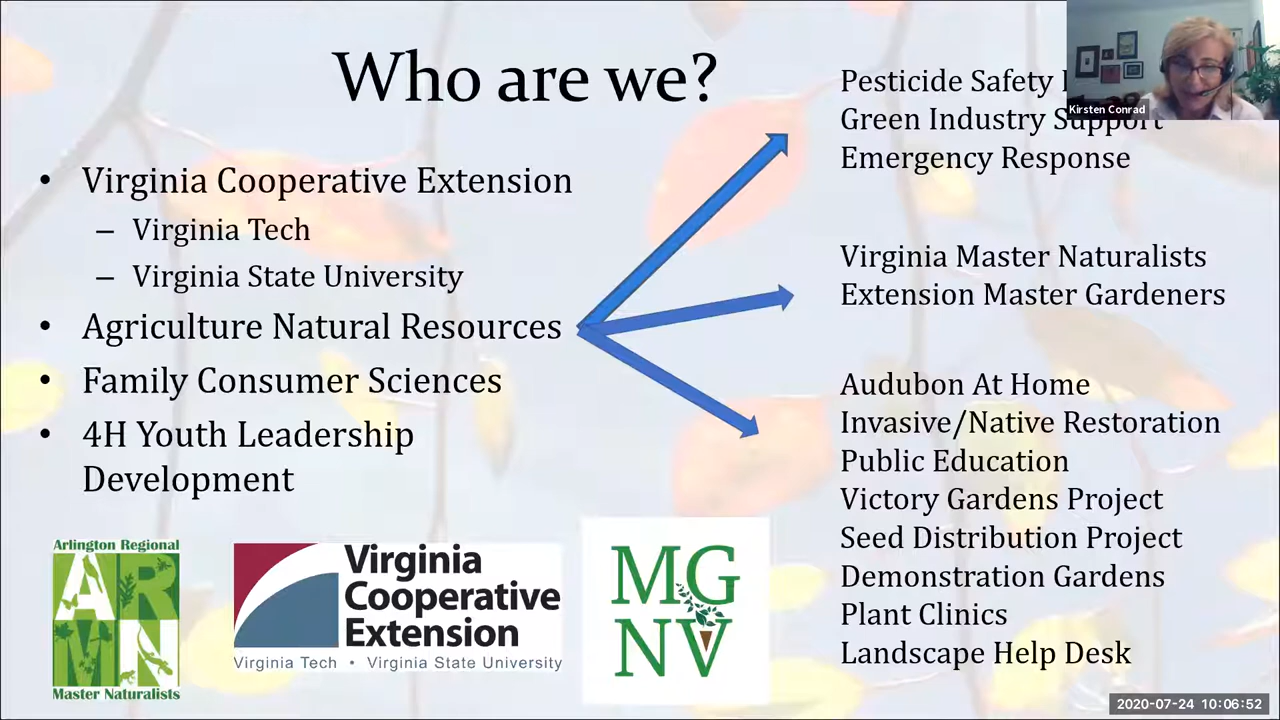 Who are we?
• Virginia Cooperative Extension
– Virginia Tech
– Virginia State University
• Agriculture Natural Resources
• Family Consumer Sciences
• 4H Youth Leadership
Development
Pesticide Safety
Green Industry Support
Emergency Response
Virginia Master Naturalists
Extension Master Gardeners
Audubon At Home
Invasive/Native Restoration
Public Education
Victory Gardens Project
Seed Distribution Project
Demonstration Gardens
Plant Clinics
Landscape Help Desk
Kirsten Conrad
Arlington Regional
AR
MN
Master Naturalists
Virginia
Cooperative
Extension
Virginia Tech • Virginia State University
MG
NV
2020-07-24 10:06:52